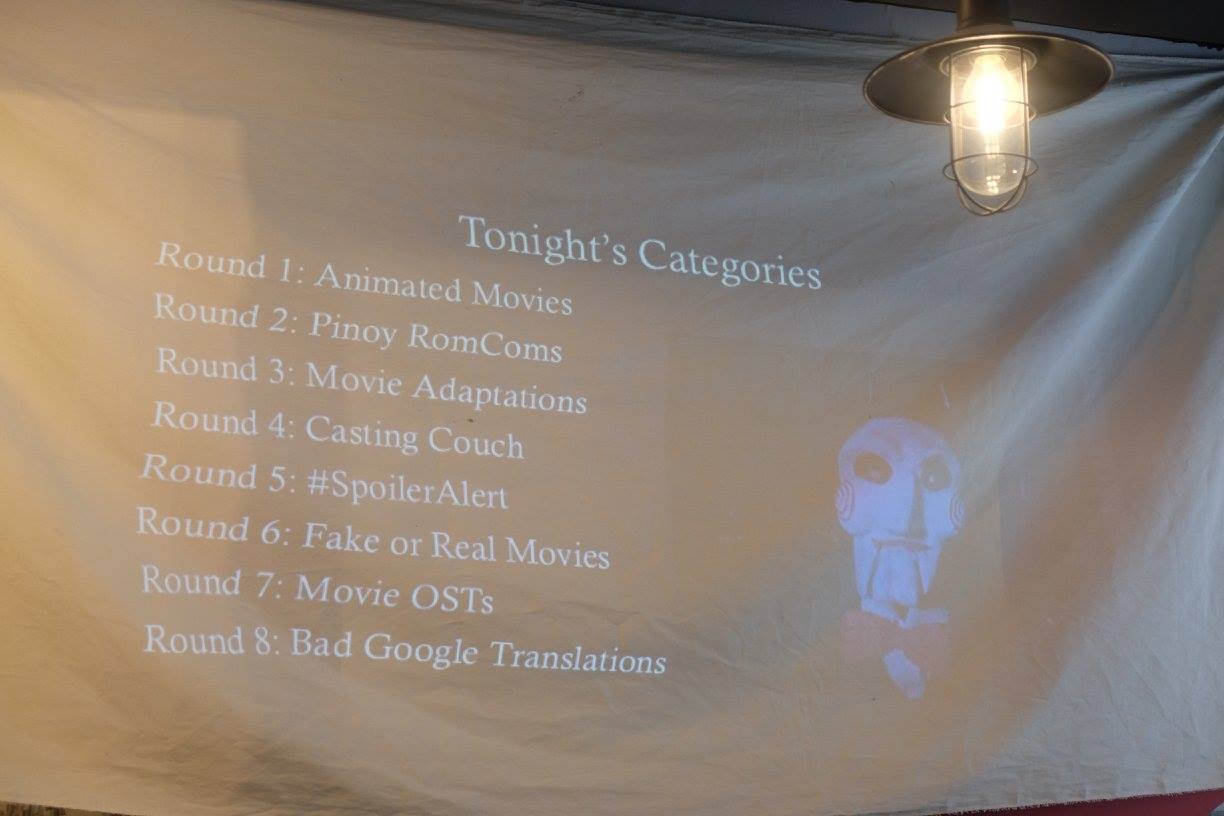 Tonight's Categories
Round 1: Animated Movies
Round 2: Pinoy RomComs
Round 3: Movie Adaptations
Round 4: Casting Couch
Round 5: #SpoilerAlert
Round 6: Fake or Real Movies
Round 7: Movie OSTs
Round 8: Bad Google Translations